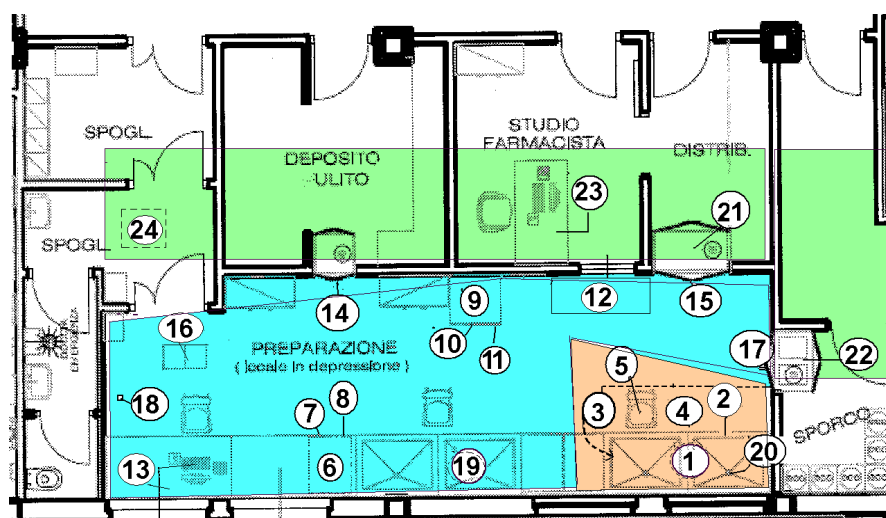 SPOGL.
DEPOSITO
ULITO
STUDIO
FARMACISTA
DISTRIB.
23
21
24
SPOGL.
14
9
12
15
16
10
11
PREPARAZIONE
( locale in depressione )
5
17
22
18
7
8
3
4
2
SPORCO
13
6
19
1
20